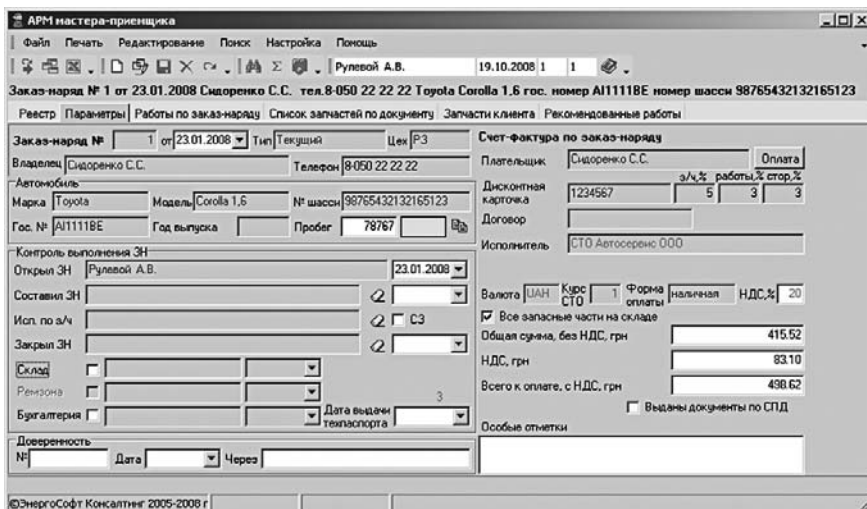 АРМ мастера-приемщика
Файл Печать Редактирование Поиск Настройка Помощь
Рулевой А.В. 19.10.2008 1 1
Заказ-наряд № 1 от 23.01.2008 Сидоренко С.С. тел.8-050 22 22 22 Toyota Corolla 1,6 гос. номер AI1111BE номер шасси 98765432132165123
Реестр Параметры Работы по заказ-наряду Список запчастей по документу Запчасти клиента Рекомендованные работы
Заказ-наряд № 1 от 23.01.2008 Тип Текущий Цех РЗ
Владелец Сидоренко С.С. Телефон 8-050 22 22 22
Автомобиль
Марка Toyota Модель Corolla 1,6 № шасси 98765432132165123
Гос. № AI1111BE Год выпуска Пробег 78767
Контроль выполнения ЗН
Открыл ЗН Рулевой А.В. 23.01.2008
Составил ЗН
Исп. по з/ч СЗ
Закрыл ЗН
Склад
Ремзона 3
Бухгалтерия Дата выдачи техпаспорта
Доверенность
№ Дата Через
Счет-фактура по заказ-наряду
Плательщик Сидоренко С.С. Оплата
з/ч,% работы,% стор,%
Дисконтная карточка 1234567 5 3 3
Договор
Исполнитель СТО Автосервис ООО
Валюта UAH Курс СТО 1 Форма оплаты наличная НДС,% 20
Все запасные части на складе
Общая сумма, без НДС, грн 415.52
НДС, грн 83.10
Всего к оплате, с НДС, грн 498.62
Выданы документы по СПД
Особые отметки
©ЭнергоСофт Консалтинг 2005-2008 г